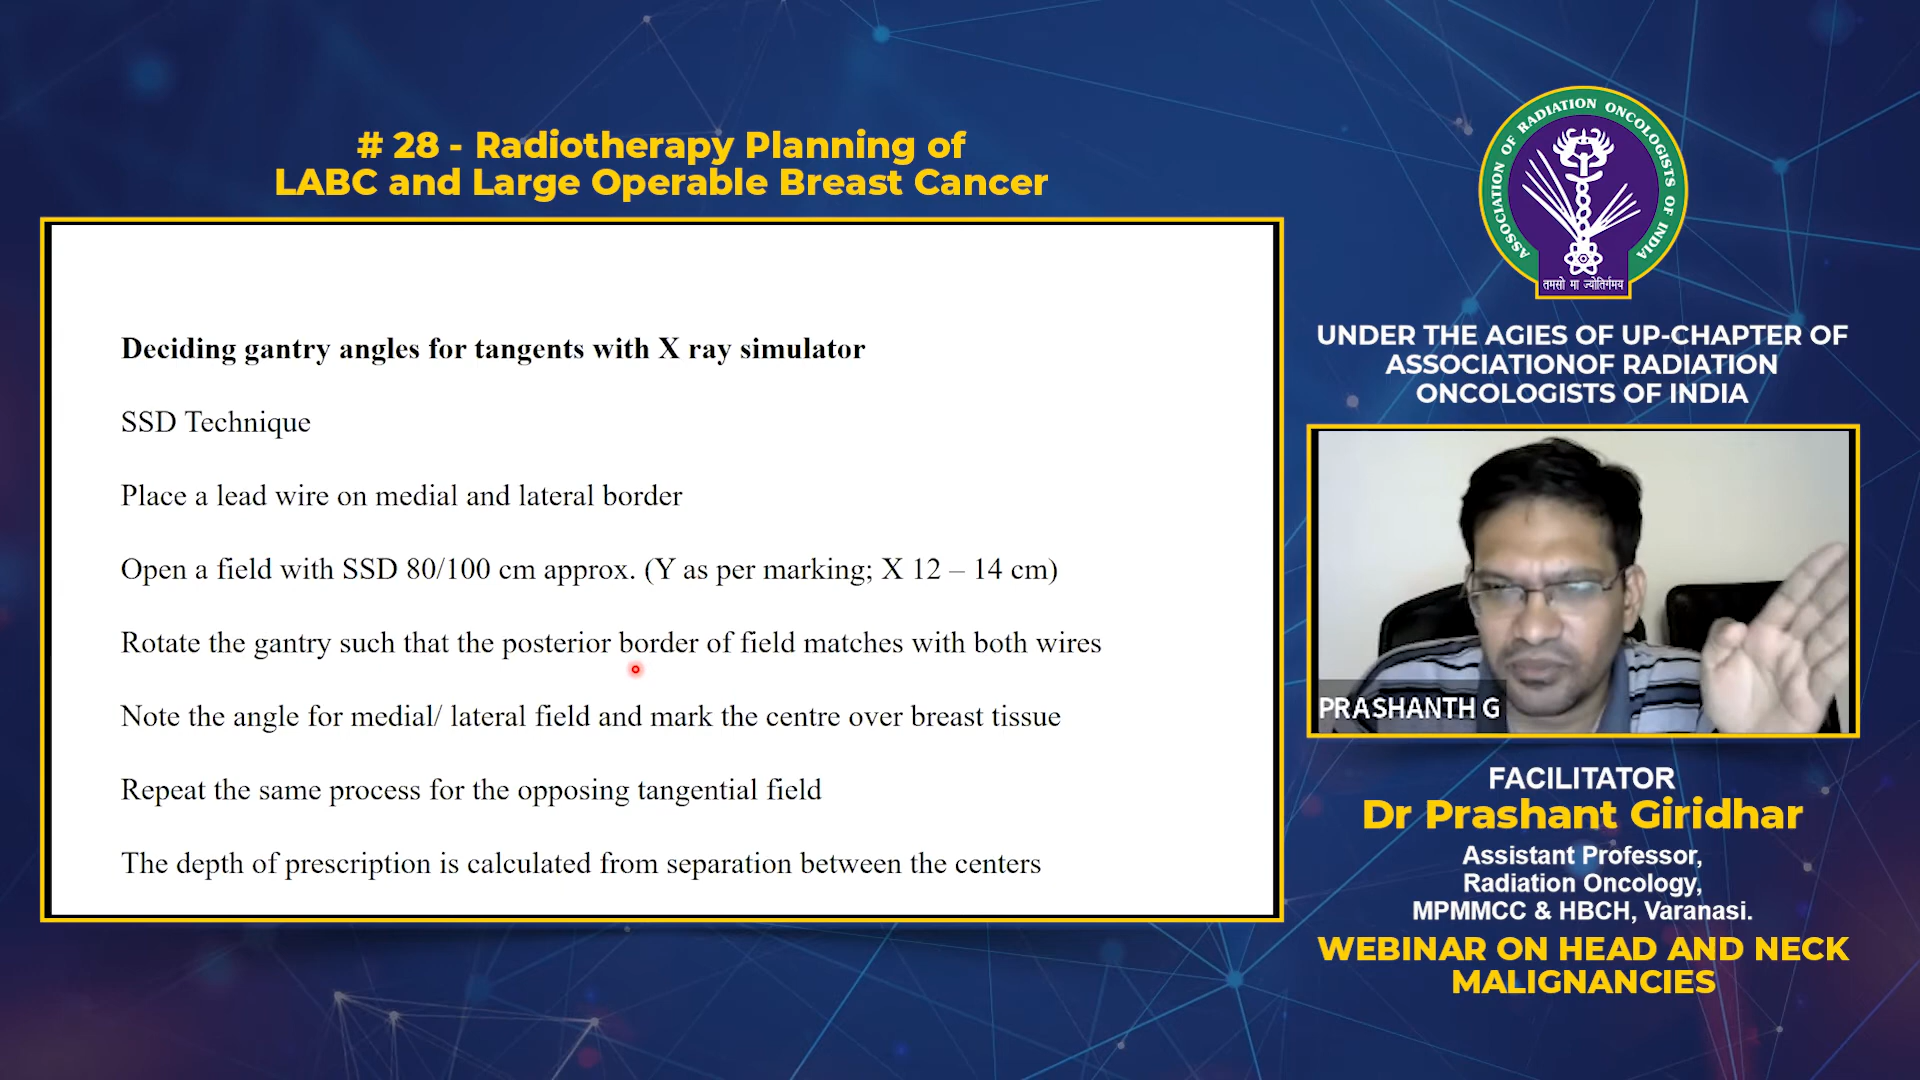 # 28 - Radiotherapy Planning of
LABC and Large Operable Breast Cancer
Deciding gantry angles for tangents with X ray simulator
SSD Technique
Place a lead wire on medial and lateral border
Open a field with SSD 80/100 cm approx. (Y as per marking; X 12 – 14 cm)
Rotate the gantry such that the posterior border of field matches with both wires
Note the angle for medial/ lateral field and mark the centre over breast tissue
Repeat the same process for the opposing tangential field
The depth of prescription is calculated from separation between the centers
ASSOCIATION OF RADIATION ONCOLOGISTS OF INDIA
तमसो मा ज्योतिर्गमय
UNDER THE AGIES OF UP-CHAPTER OF
ASSOCIATIONOF RADIATION
ONCOLOGISTS OF INDIA
PRASHANTH G
FACILITATOR
Dr Prashant Giridhar
Assistant Professor,
Radiation Oncology,
MPMMCC & HBCH, Varanasi.
WEBINAR ON HEAD AND NECK
MALIGNANCIES